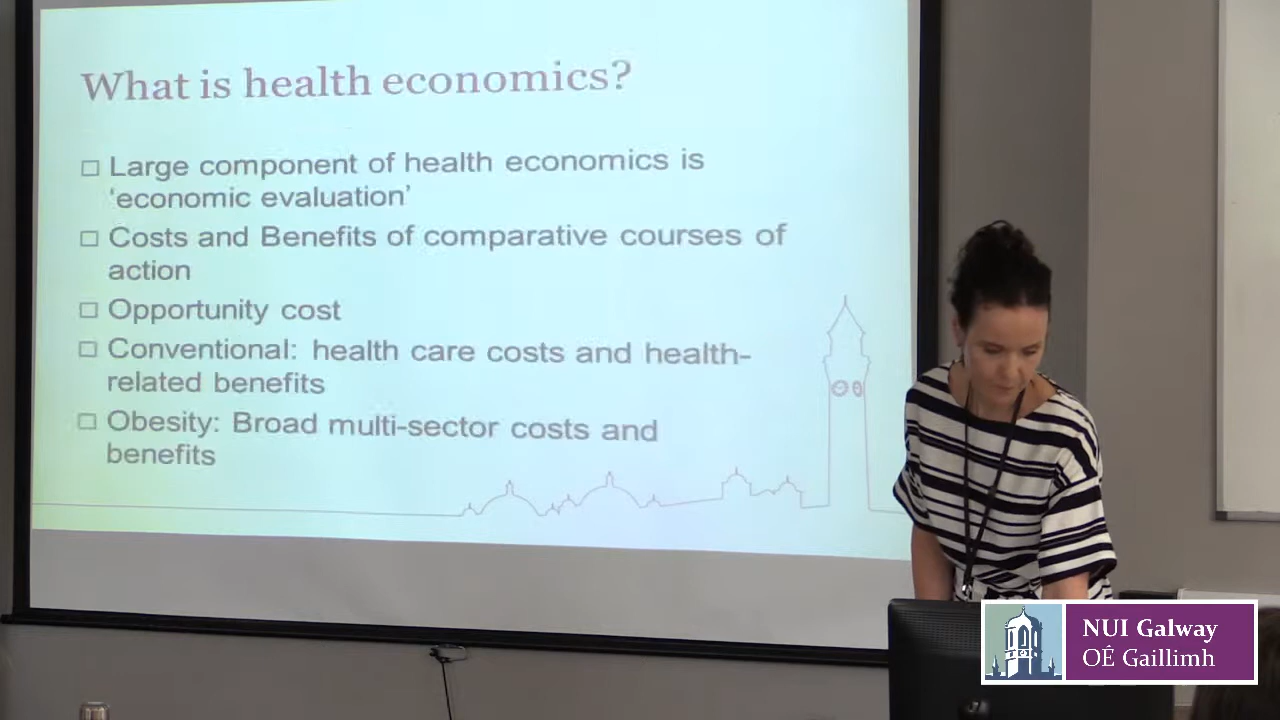 What is health economics?
Large component of health economics is
‘economic evaluation’
Costs and Benefits of comparative courses of
action
Opportunity cost
Conventional: health care costs and health-
related benefits
Obesity: Broad multi-sector costs and
benefits
NUI Galway
OÉ Gaillimh